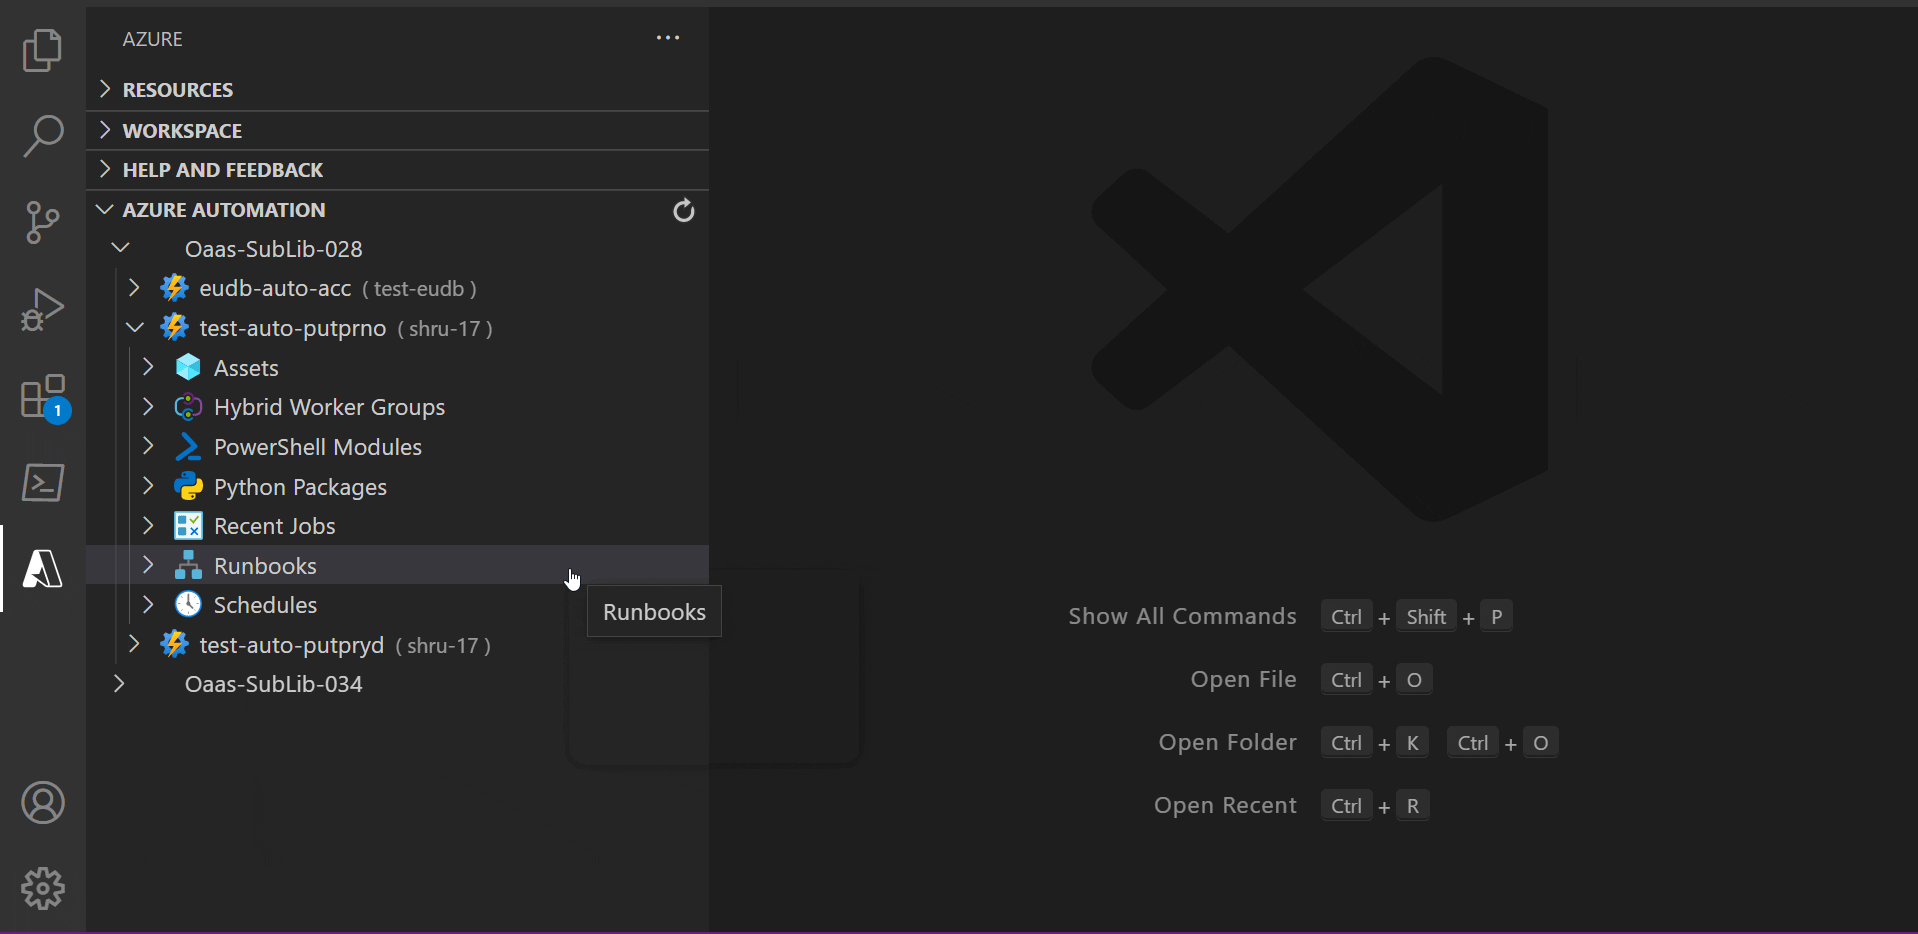 AZURE
RESOURCES
WORKSPACE
HELP AND FEEDBACK
AZURE AUTOMATION
Oaas-SubLib-028
eudb-auto-acc ( test-eudb )
test-auto-putprno ( shru-17 )
Assets
Hybrid Worker Groups
1
PowerShell Modules
Python Packages
Recent Jobs
Runbooks
Runbooks
Schedules
test-auto-putpryd ( shru-17 )
Oaas-SubLib-034
Show All Commands Ctrl + Shift + P
Open File Ctrl + O
Open Folder Ctrl + K Ctrl + O
Open Recent Ctrl + R